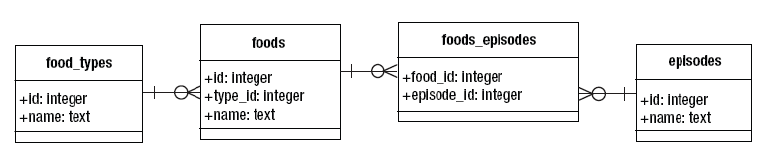 food_types
+id: integer
+name: text
foods
+id: integer
+type_id: integer
+name: text
foods_episodes
+food_id: integer
+episode_id: integer
episodes
+id: integer
+name: text